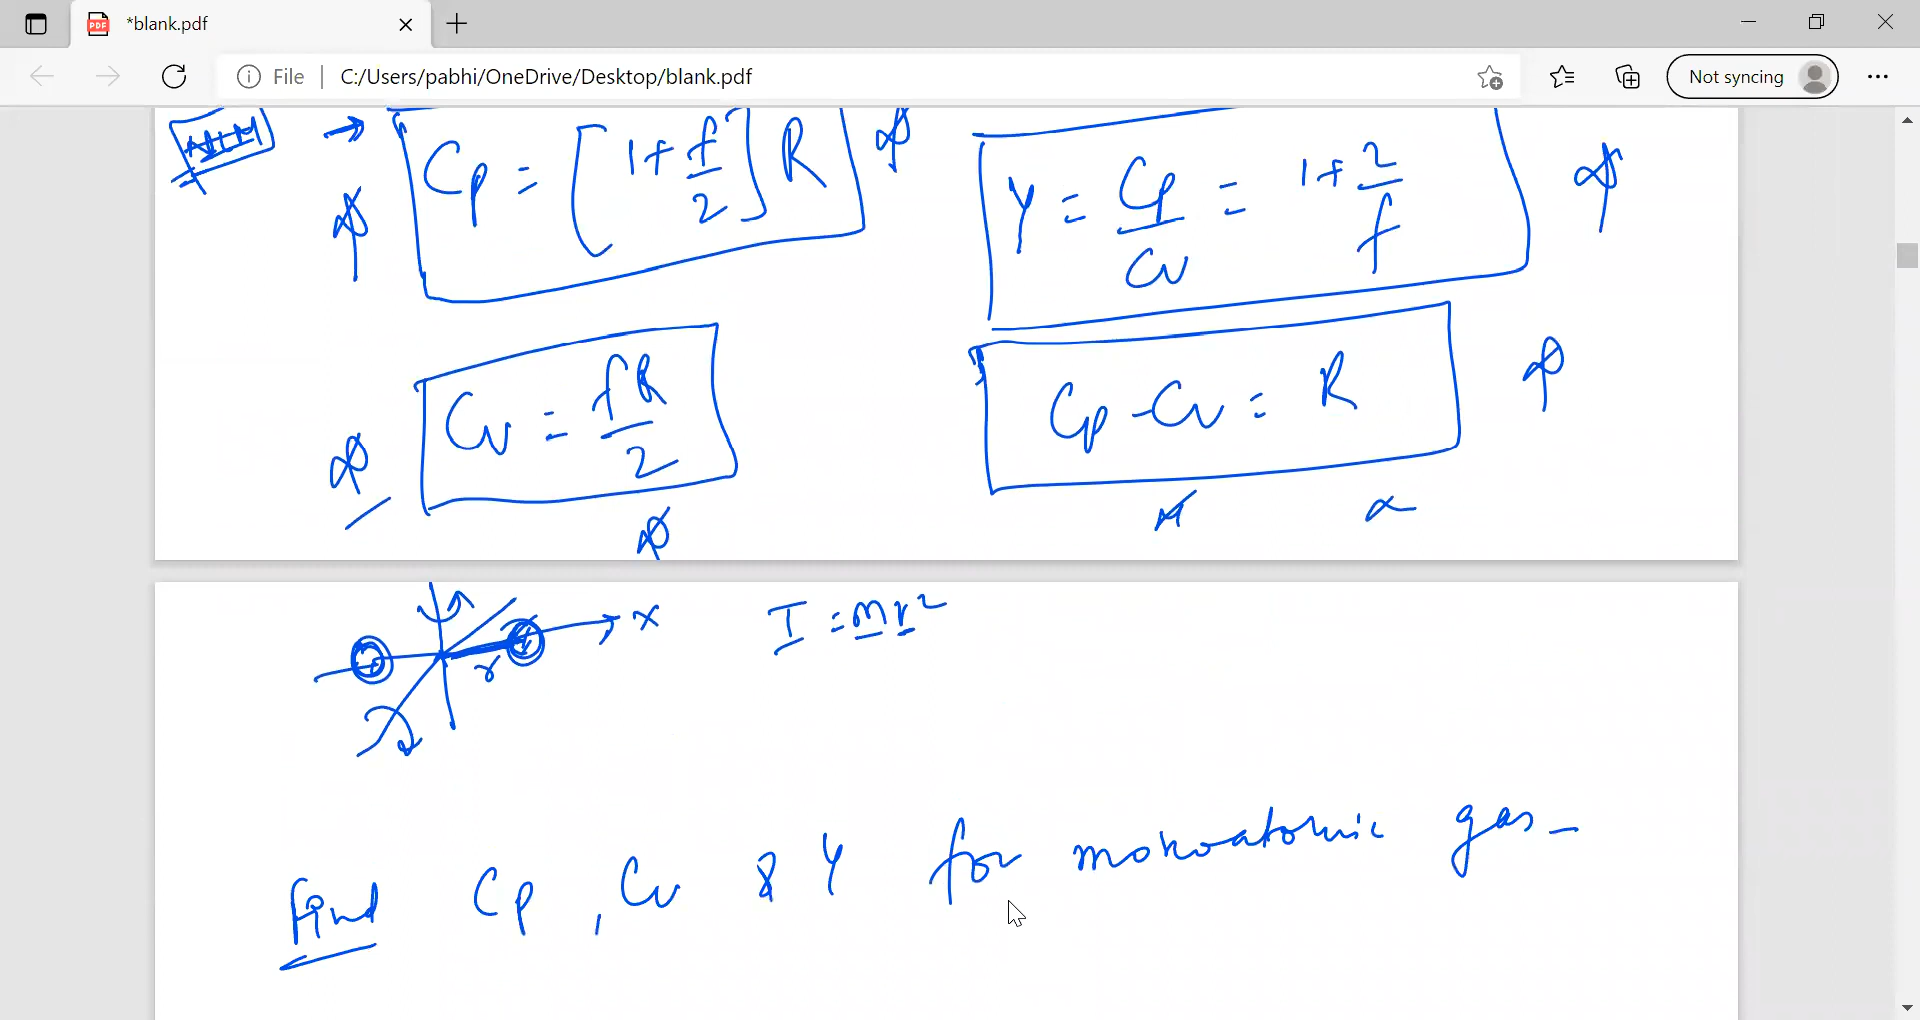 *blank.pdf
File | C:/Users/pabhi/OneDrive/Desktop/blank.pdf
Not syncing
NLM → Cp = [1 + f/2] R
γ = Cp/Cv = 1 + 2/f
Cv = fR/2
Cp - Cv = R
x
r
I = mr²
Find Cp, Cv & γ for monoatomic gas -